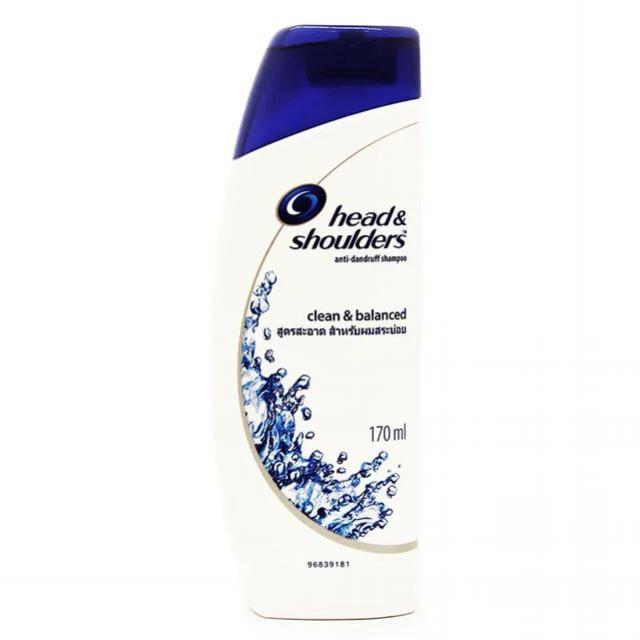 head &
shoulders™
anti-dandruff shampoo
clean & balanced
สูตรสะอาด สำหรับผมสระบ่อย
170 ml
96839181